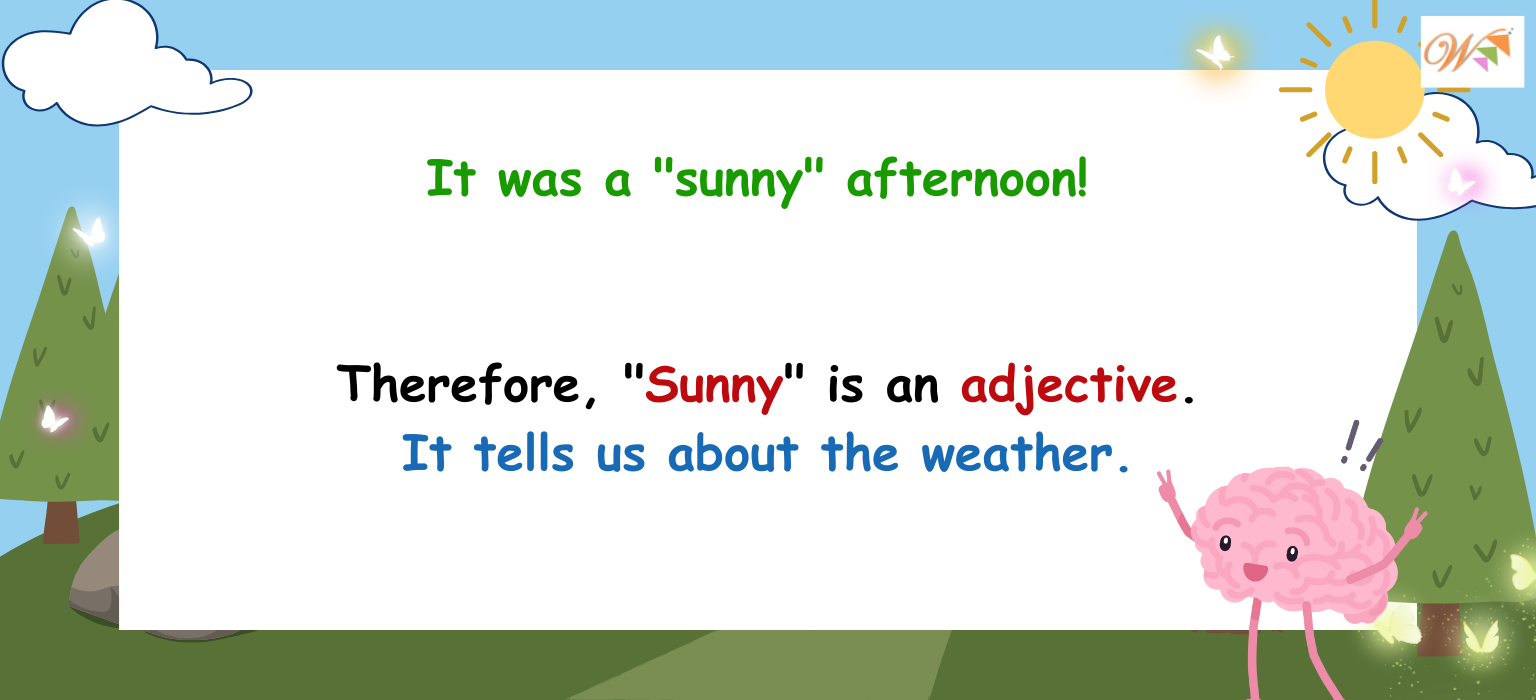 It was a "sunny" afternoon!
Therefore, "Sunny" is an adjective.
It tells us about the weather.
W